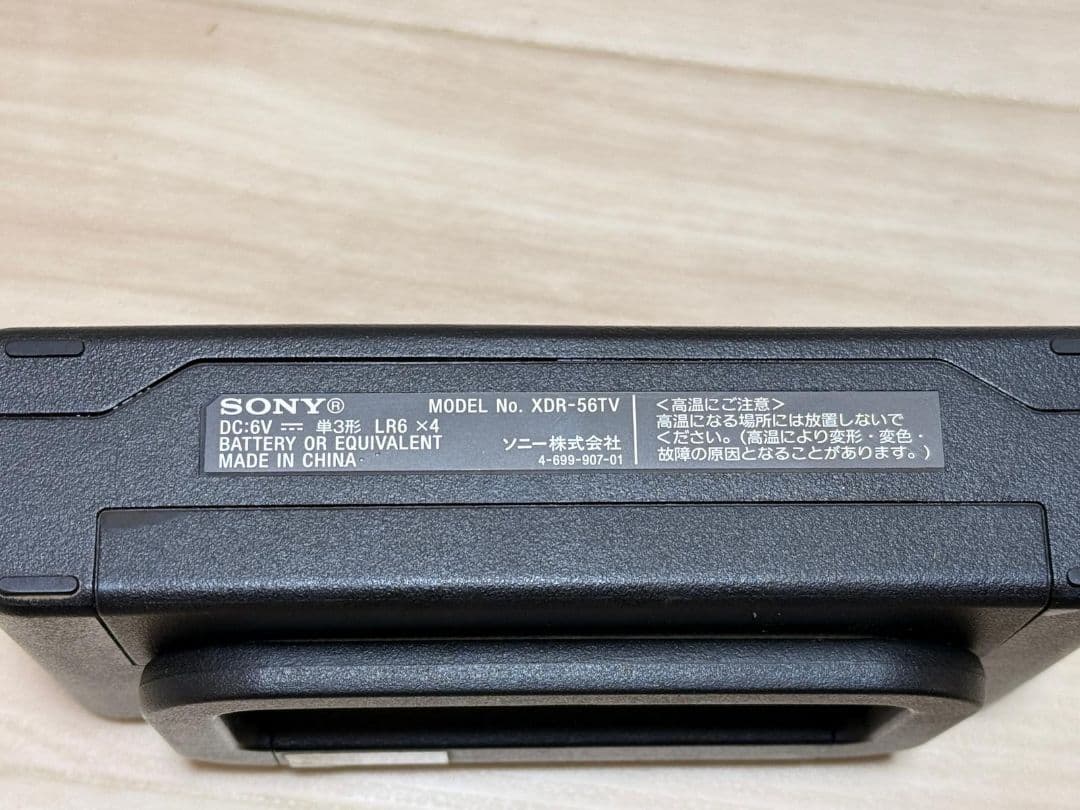 SONY® MODEL No. XDR-56TV
DC:6V ⎓ 単3形 LR6 ×4
BATTERY OR EQUIVALENT ソニー株式会社
MADE IN CHINA 4-699-907-01
<高温にご注意>
高温になる場所には放置しないで
ください。(高温により変形・変色・
故障の原因となることがあります。)